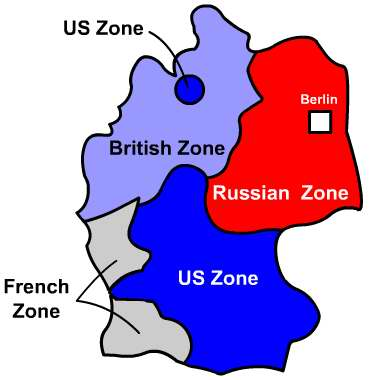 US Zone
Berlin
British Zone
Russian Zone
US Zone
French
Zone